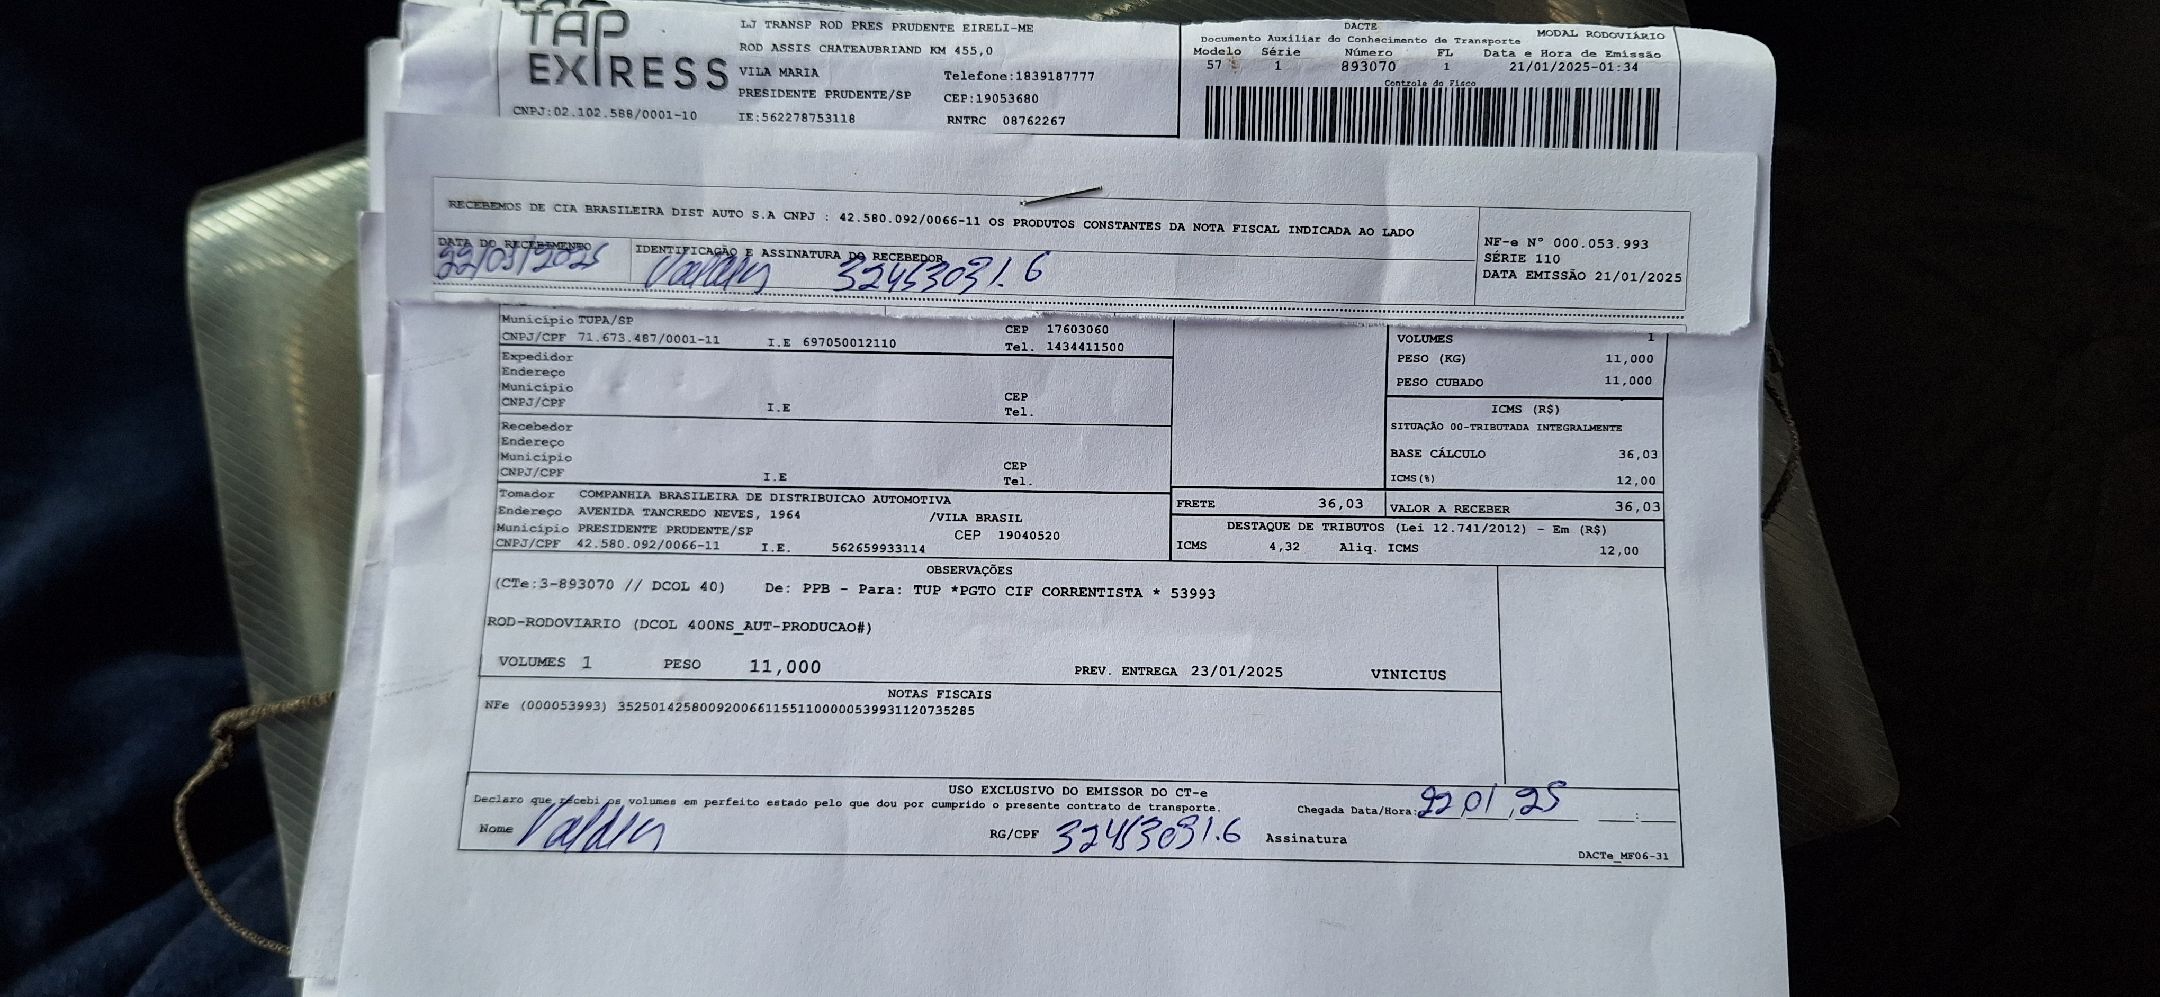 TAP
EXPRESS
CNPJ:02.102.588/0001-10
LJ TRANSP ROD PRES PRUDENTE EIRELI-ME
ROD ASSIS CHATEAUBRIAND KM 455,0
VILA MARIA Telefone:1839187777
PRESIDENTE PRUDENTE/SP CEP:19053680
IE:562278753118 RNTRC 08762267
DACTE
Documento Auxiliar do Conhecimento de Transporte MODAL RODOVIÁRIO
Modelo Série Número FL Data e Hora de Emissão
57 1 893070 1 21/01/2025-01:34
Controle do Fisco
RECEBEMOS DE CIA BRASILEIRA DIST AUTO S.A CNPJ : 42.580.092/0066-11 OS PRODUTOS CONSTANTES DA NOTA FISCAL INDICADA AO LADO
DATA DO RECEBIMENTO IDENTIFICAÇÃO E ASSINATURA DO RECEBEDOR
22/01/2025 32453031.6
NF-e Nº 000.053.993
SÉRIE 110
DATA EMISSÃO 21/01/2025
Município TUPA/SP CEP 17603060
CNPJ/CPF 71.673.487/0001-11 I.E 697050012110 Tel. 1434411500
Expedidor
Endereço
Município CEP
CNPJ/CPF I.E Tel.
Recebedor
Endereço
Município CEP
CNPJ/CPF I.E Tel.
Tomador COMPANHIA BRASILEIRA DE DISTRIBUICAO AUTOMOTIVA
Endereço AVENIDA TANCREDO NEVES, 1964 /VILA BRASIL
Município PRESIDENTE PRUDENTE/SP CEP 19040520
CNPJ/CPF 42.580.092/0066-11 I.E. 562659933114
VOLUMES 1
PESO (KG) 11,000
PESO CUBADO 11,000
ICMS (R$)
SITUAÇÃO 00-TRIBUTADA INTEGRALMENTE
BASE CÁLCULO 36,03
ICMS(%) 12,00
FRETE 36,03 VALOR A RECEBER 36,03
DESTAQUE DE TRIBUTOS (Lei 12.741/2012) - Em (R$)
ICMS 4,32 Aliq. ICMS 12,00
OBSERVAÇÕES
(CTe:3-893070 // DCOL 40) De: PPB - Para: TUP *PGTO CIF CORRENTISTA * 53993
ROD-RODOVIARIO (DCOL 400NS_AUT-PRODUCAO#)
VOLUMES 1 PESO 11,000 PREV. ENTREGA 23/01/2025 VINICIUS
NOTAS FISCAIS
NFe (000053993) 35250142580092006611551100000539931120735285
USO EXCLUSIVO DO EMISSOR DO CT-e
Declaro que recebi os volumes em perfeito estado pelo que dou por cumprido o presente contrato de transporte. Chegada Data/Hora: 22 01 , 25 :
Nome RG/CPF 32453031.6 Assinatura
DACTe_MF06-31